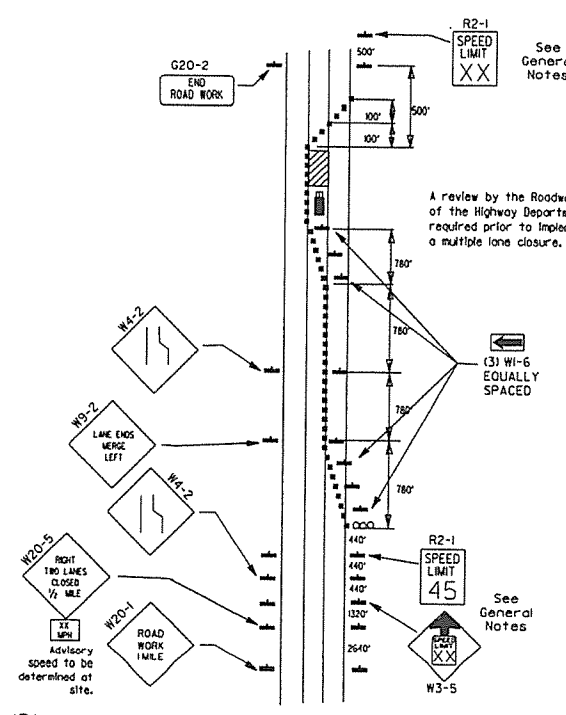 R2-1
SPEED
LIMIT
XX
See
General
Notes
500'
G20-2
END
ROAD WORK
100'
100'
500'
A review by the Roadwa
of the Highway Departm
required prior to imple
a multiple lane closure.
780'
780'
W4-2
(3) W1-6
EQUALLY
SPACED
780'
W9-2
LANE ENDS
MERGE
LEFT
780'
W4-2
440'
440'
440'
1320'
2640'
R2-1
SPEED
LIMIT
45
See
General
Notes
W20-5
RIGHT
TWO LANES
CLOSED
1/2 MILE
XX
MPH
Advisory
speed to be
determined at
site.
W20-1
ROAD
WORK
1 MILE
SPEED
LIMIT
XX
W3-5